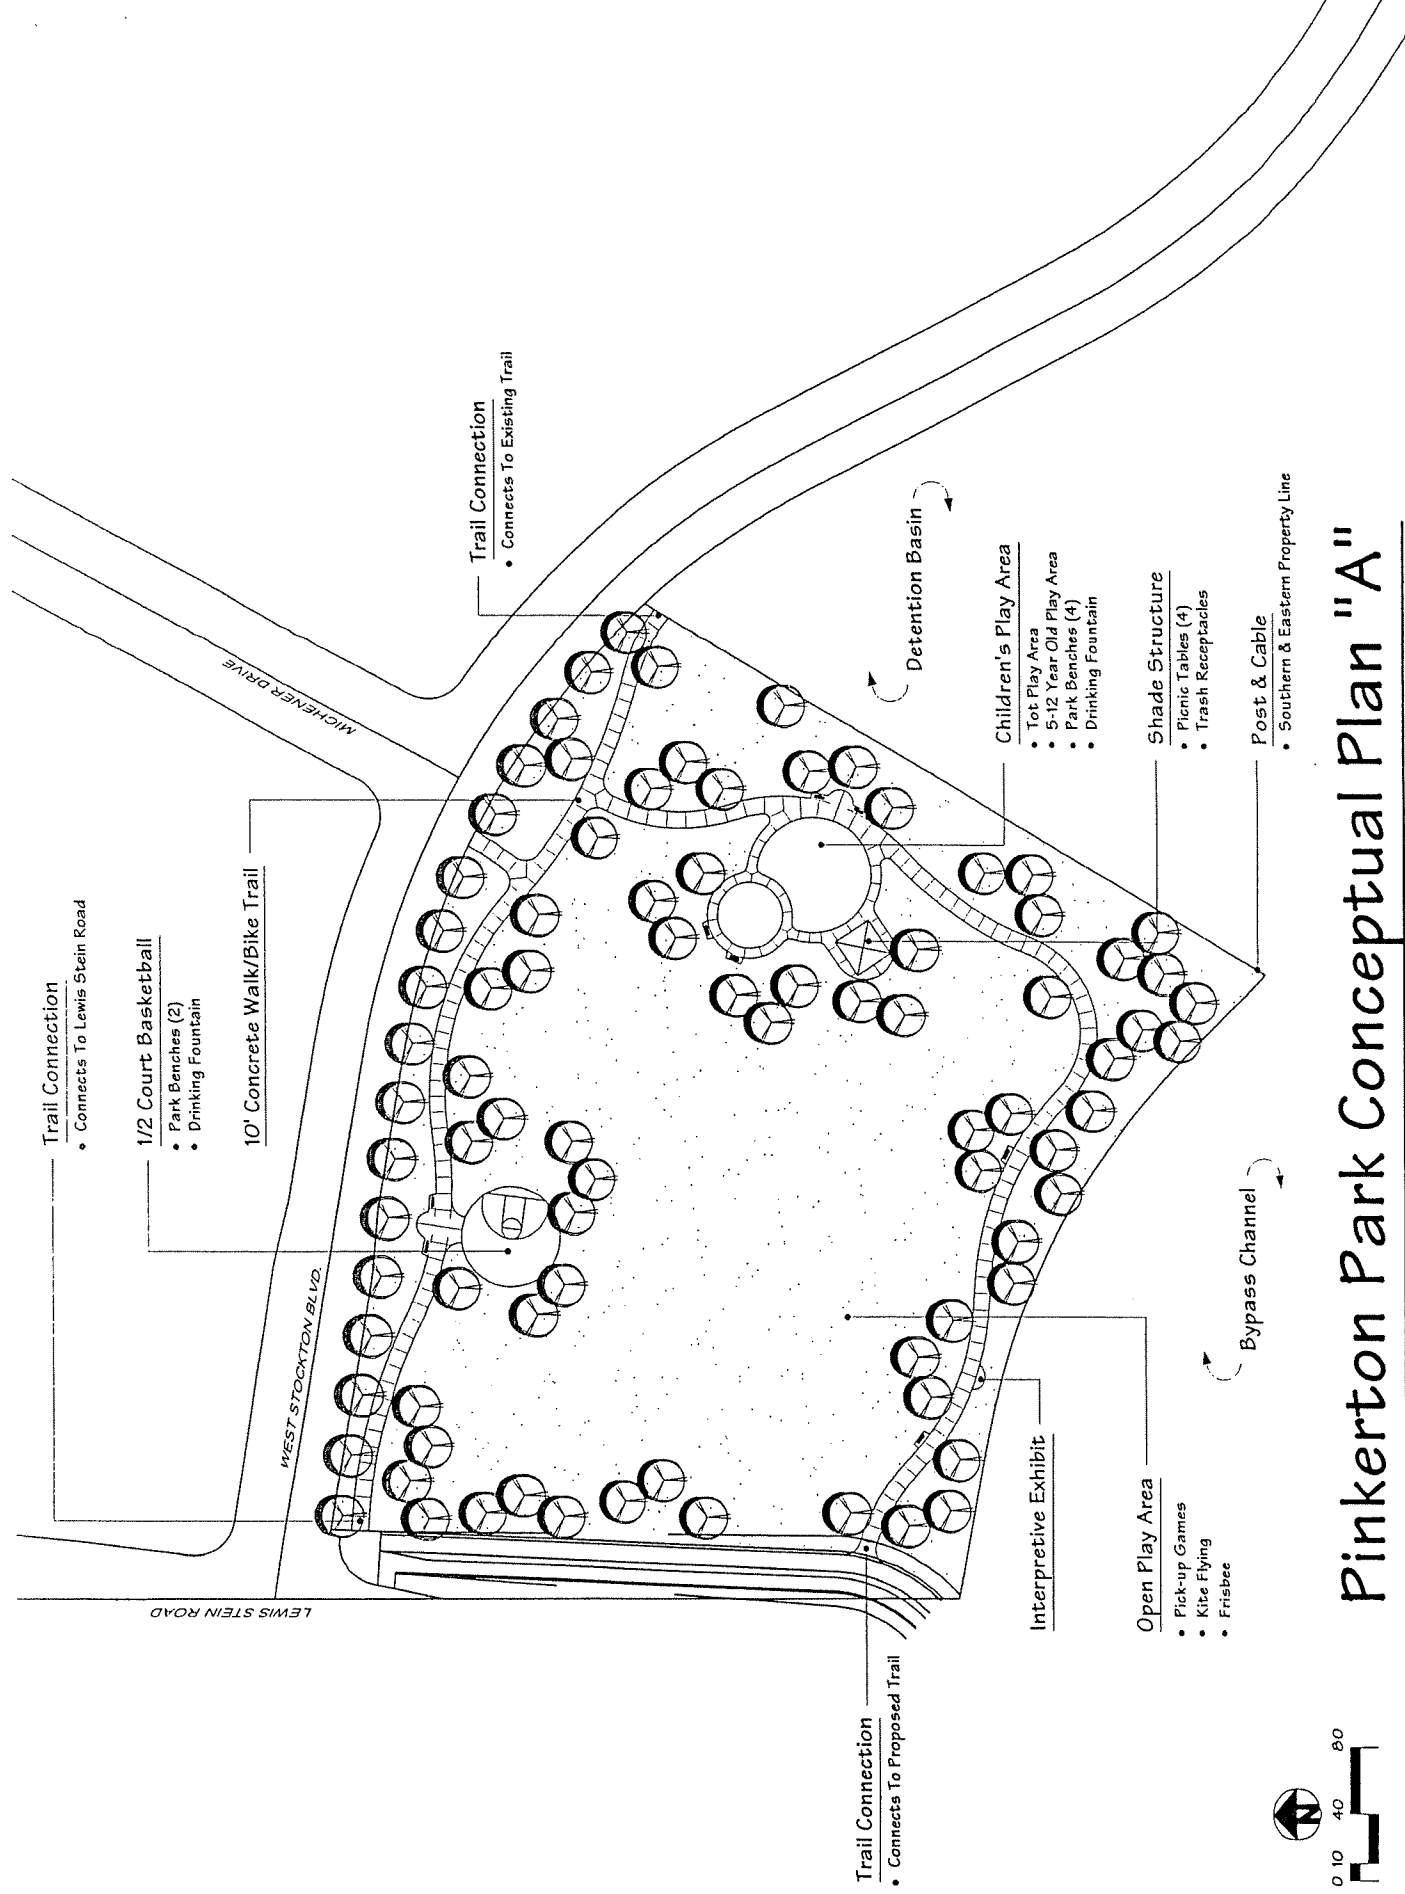 Trail Connection
• Connects To Lewis Stein Road
1/2 Court Basketball
• Park Benches (2)
• Drinking Fountain
10' Concrete Walk/Bike Trail
MICHENER DRIVE
Trail Connection
• Connects To Existing Trail
WEST STOCKTON BLVD.
LEWIS STEIN ROAD
Detention Basin
Children's Play Area
• Tot Play Area
• 5-12 Year Old Play Area
• Park Benches (4)
• Drinking Fountain
Shade Structure
• Picnic Tables (4)
• Trash Receptacles
Post & Cable
• Southern & Eastern Property Line
Trail Connection
• Connects To Proposed Trail
Interpretive Exhibit
Open Play Area
• Pick-up Games
• Kite Flying
• Frisbee
Bypass Channel
N
0 10 40 80
Pinkerton Park Conceptual Plan "A"